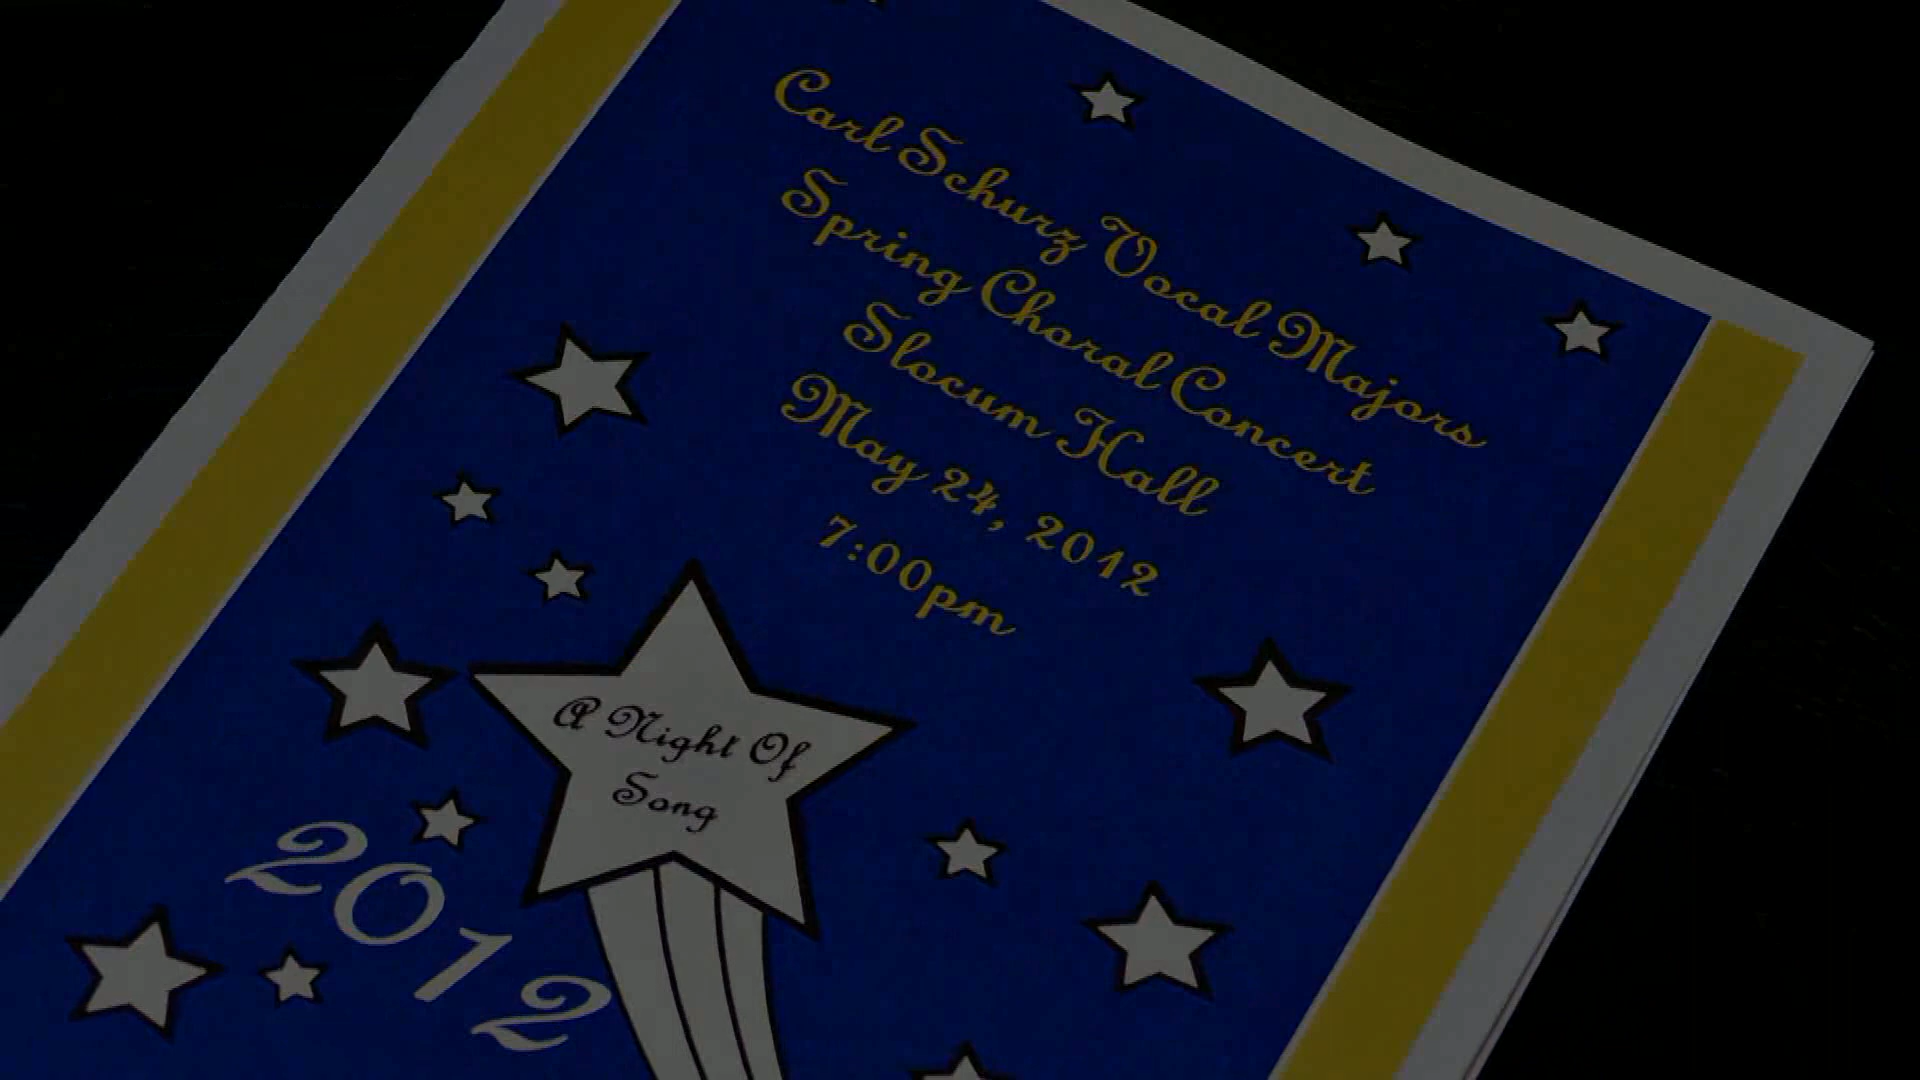 Carl Schurz Vocal Majors
Spring Choral Concert
Slocum Hall
May 24, 2012
7:00pm
A Night Of
Song
2012